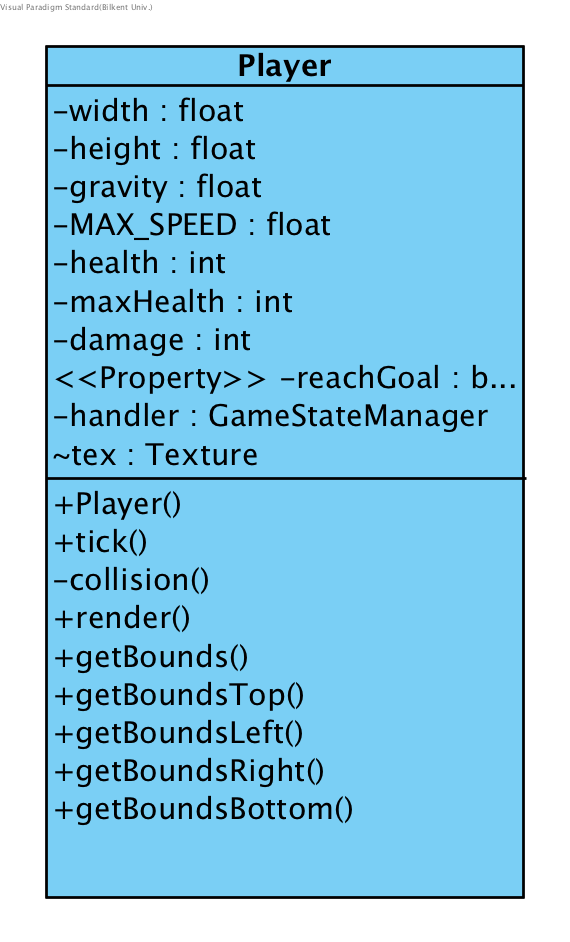 Visual Paradigm Standard(Bilkent Univ.)
Player
-width : float
-height : float
-gravity : float
-MAX_SPEED : float
-health : int
-maxHealth : int
-damage : int
<<Property>> -reachGoal : b...
-handler : GameStateManager
~tex : Texture
+Player()
+tick()
-collision()
+render()
+getBounds()
+getBoundsTop()
+getBoundsLeft()
+getBoundsRight()
+getBoundsBottom()